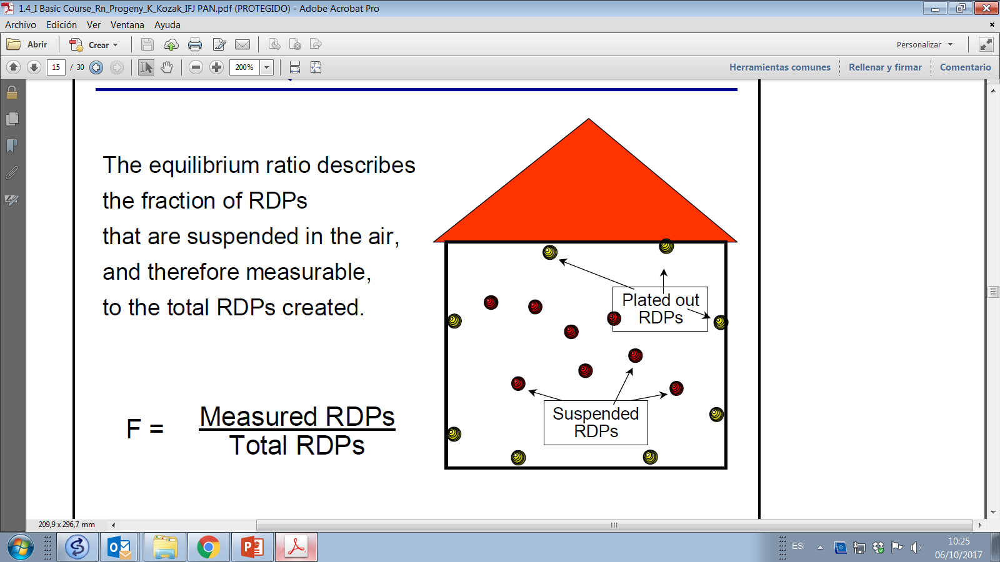 1.4_I Basic Course_Rn_Progeny_K_Kozak_IFJ PAN.pdf (PROTEGIDO) - Adobe Acrobat Pro
Archivo Edición Ver Ventana Ayuda
Abrir Crear Personalizar
15 / 30 200% Herramientas comunes Rellenar y firmar Comentario
The equilibrium ratio describes
the fraction of RDPs
that are suspended in the air,
and therefore measurable,
to the total RDPs created.
Plated out
RDPs
Suspended
RDPs
F = Measured RDPs
Total RDPs
209,9 x 296,7 mm
ES 10:25
06/10/2017